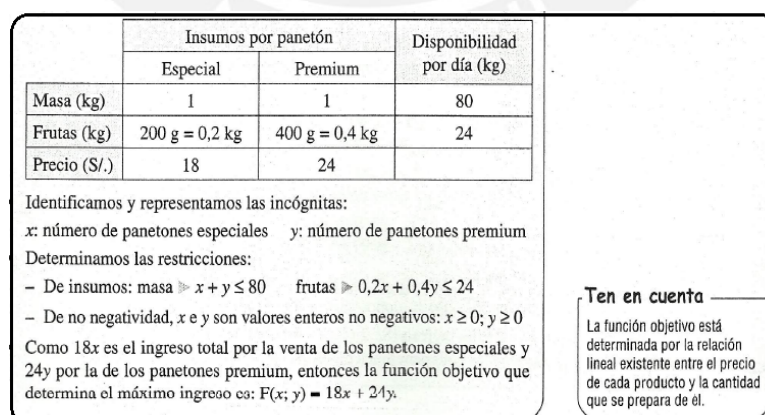 Insumos por panetón
Disponibilidad por día (kg)
Especial Premium
Masa (kg) 1 1 80
Frutas (kg) 200 g = 0,2 kg 400 g = 0,4 kg 24
Precio (S/.) 18 24
Identificamos y representamos las incógnitas:
x: número de panetones especiales y: número de panetones premium
Determinamos las restricciones:
– De insumos: masa ➤ x + y ≤ 80 frutas ➤ 0,2x + 0,4y ≤ 24
– De no negatividad, x e y son valores enteros no negativos: x ≥ 0; y ≥ 0
Como 18x es el ingreso total por la venta de los panetones especiales y
24y por la de los panetones premium, entonces la función objetivo que
determina el máximo ingreso es: F(x; y) = 18x + 24y.
Ten en cuenta
La función objetivo está
determinada por la relación
lineal existente entre el precio
de cada producto y la cantidad
que se prepara de él.